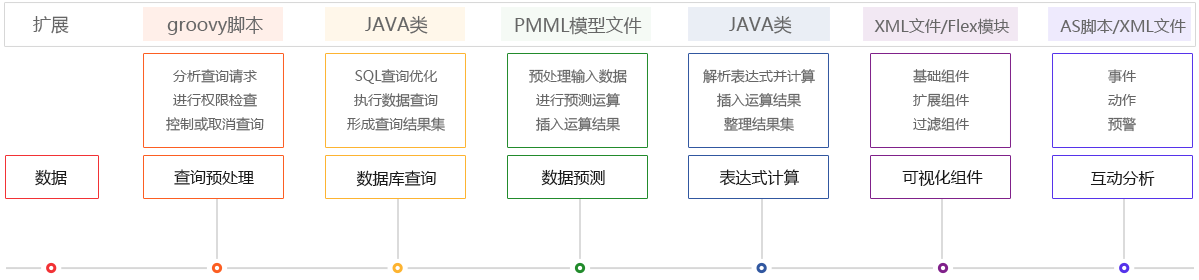 扩展
groovy脚本
JAVA类
PMML模型文件
JAVA类
XML文件/Flex模块
AS脚本/XML文件
分析查询请求
进行权限检查
控制或取消查询
SQL查询优化
执行数据查询
形成查询结果集
预处理输入数据
进行预测运算
插入运算结果
解析表达式并计算
插入运算结果
整理结果集
基础组件
扩展组件
过滤组件
事件
动作
预警
数据
查询预处理
数据库查询
数据预测
表达式计算
可视化组件
互动分析